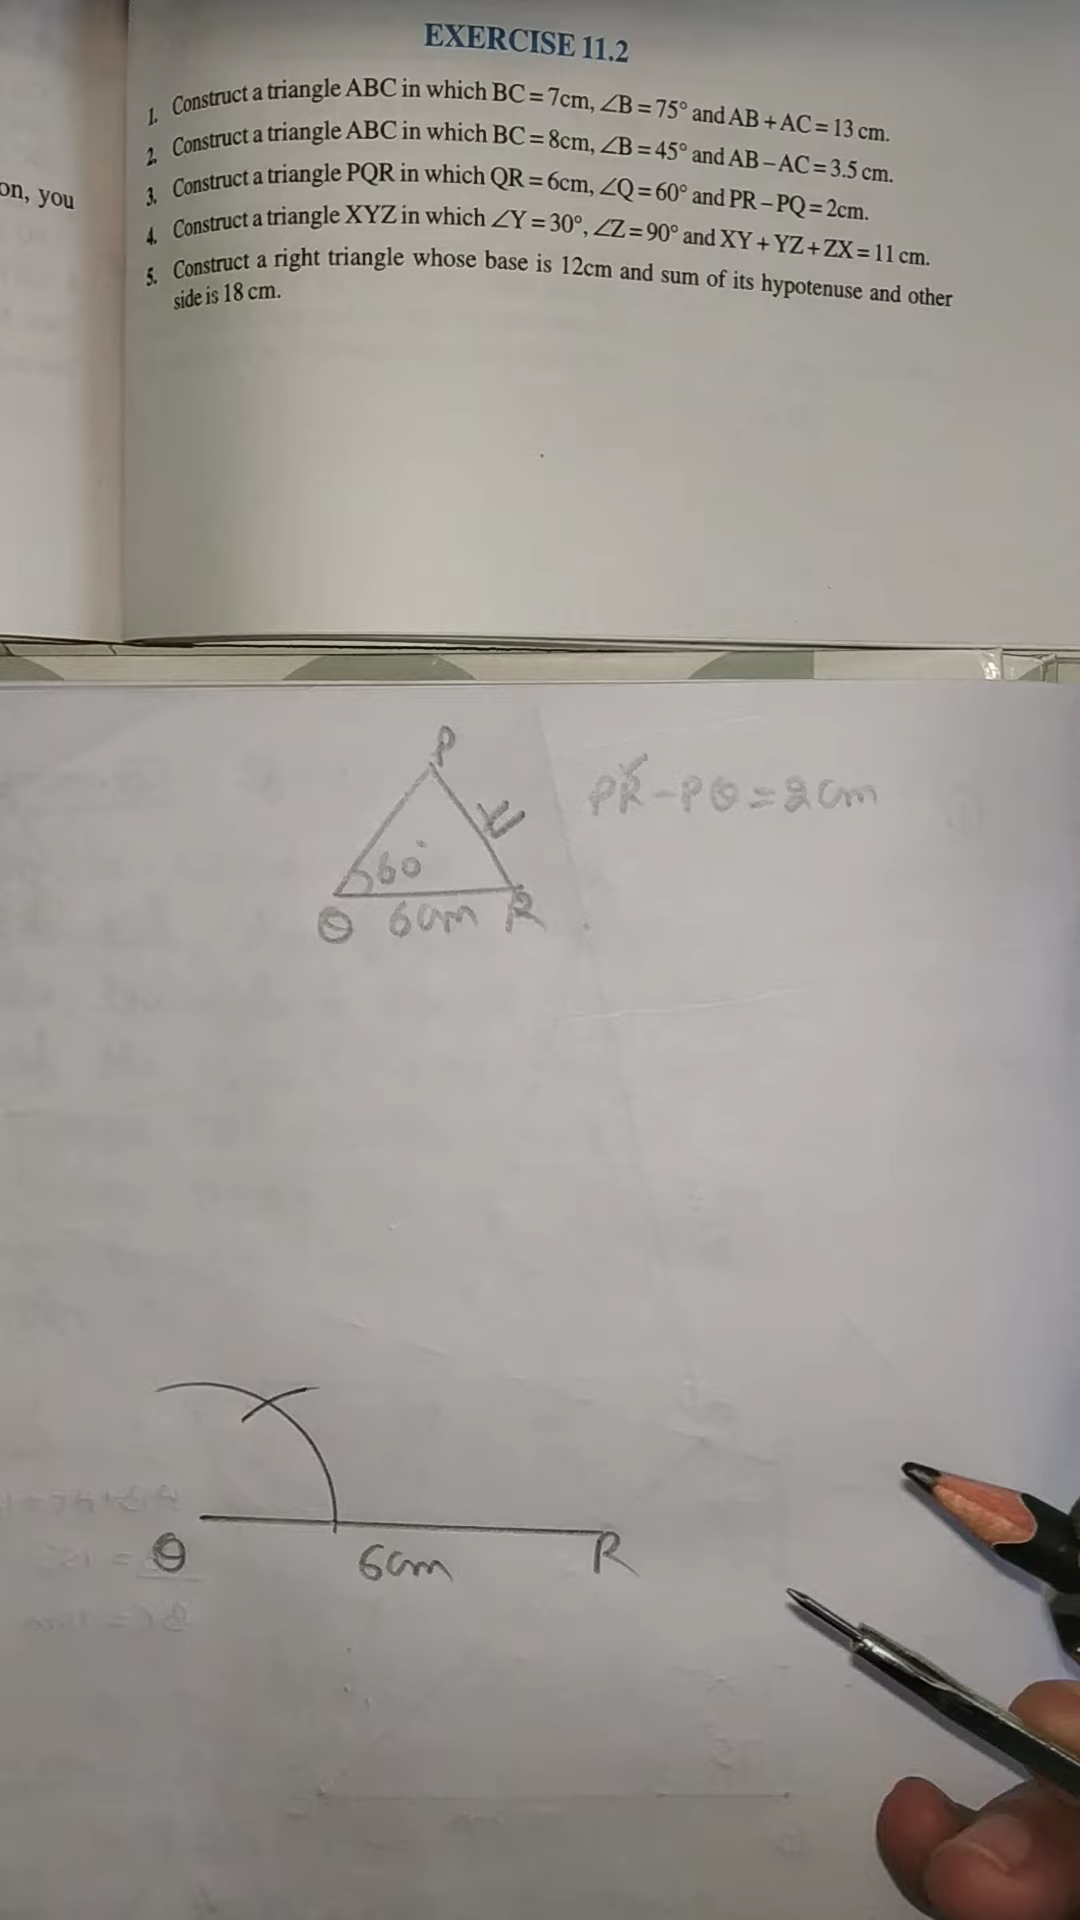 EXERCISE 11.2
1. Construct a triangle ABC in which BC = 7cm, ∠B = 75° and AB + AC = 13 cm.
2. Construct a triangle ABC in which BC = 8cm, ∠B = 45° and AB – AC = 3.5 cm.
on, you
3. Construct a triangle PQR in which QR = 6cm, ∠Q = 60° and PR – PQ = 2cm.
4. Construct a triangle XYZ in which ∠Y = 30°, ∠Z = 90° and XY + YZ + ZX = 11 cm.
5. Construct a right triangle whose base is 12cm and sum of its hypotenuse and other
side is 18 cm.
P
PR - PQ = 2cm
60°
Q 6cm R
Q 6cm R